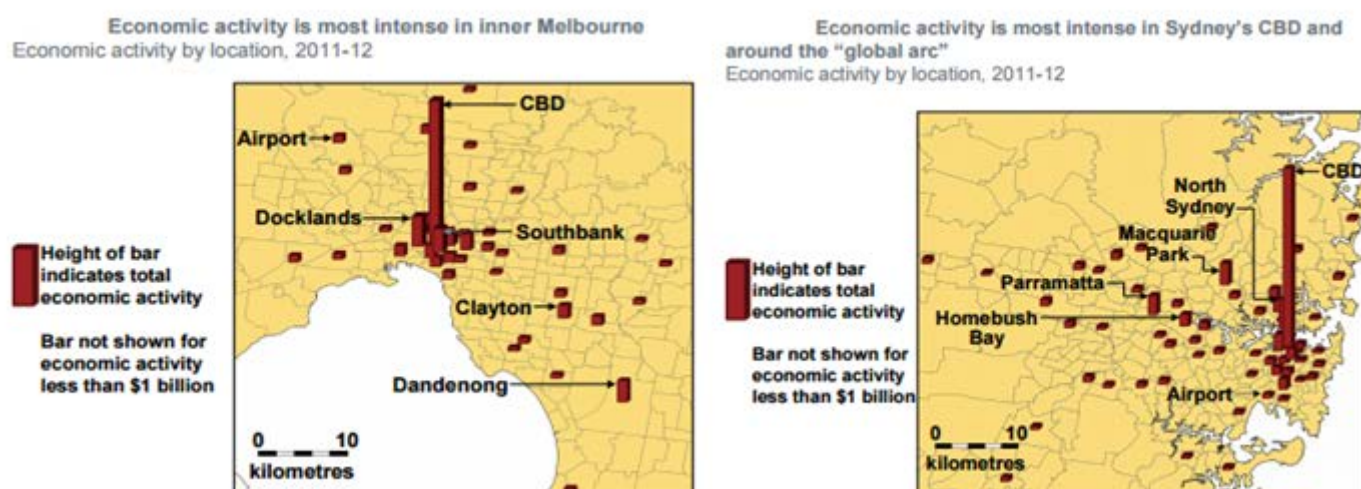 Economic activity is most intense in inner Melbourne
Economic activity by location, 2011-12
CBD
Airport
Docklands
Southbank
Height of bar
indicates total
economic activity
Clayton
Bar not shown for
economic activity
less than $1 billion
Dandenong
0 10
kilometres
Economic activity is most intense in Sydney's CBD and
around the "global arc"
Economic activity by location, 2011-12
CBD
North
Sydney
Macquarie
Park
Parramatta
Homebush
Bay
Height of bar
indicates total
economic activity
Bar not shown for
economic activity
less than $1 billion
Airport
0 10
kilometres